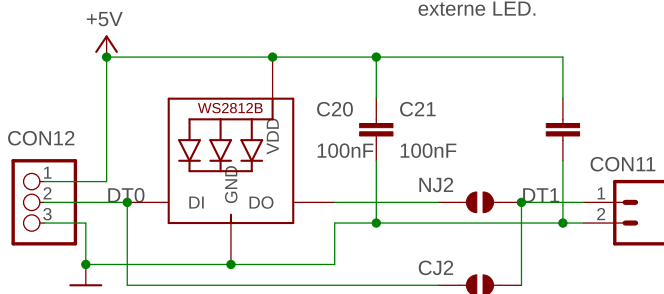 externe LED.
+5V
WS2812B
C20
C21
VDD
CON12
100nF
100nF
CON11
1
2
3
DT0
DI
GND
DO
NJ2
DT1
1
2
CJ2